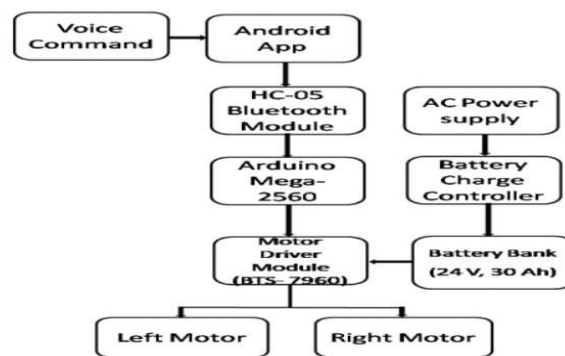 Voice
Command
Android
App
HC-05
Bluetooth
Module
AC Power
supply
Arduino
Mega-
2560
Battery
Charge
Controller
Motor
Driver
Module
(BTS- 7960)
Battery Bank
(24 V, 30 Ah)
Left Motor
Right Motor